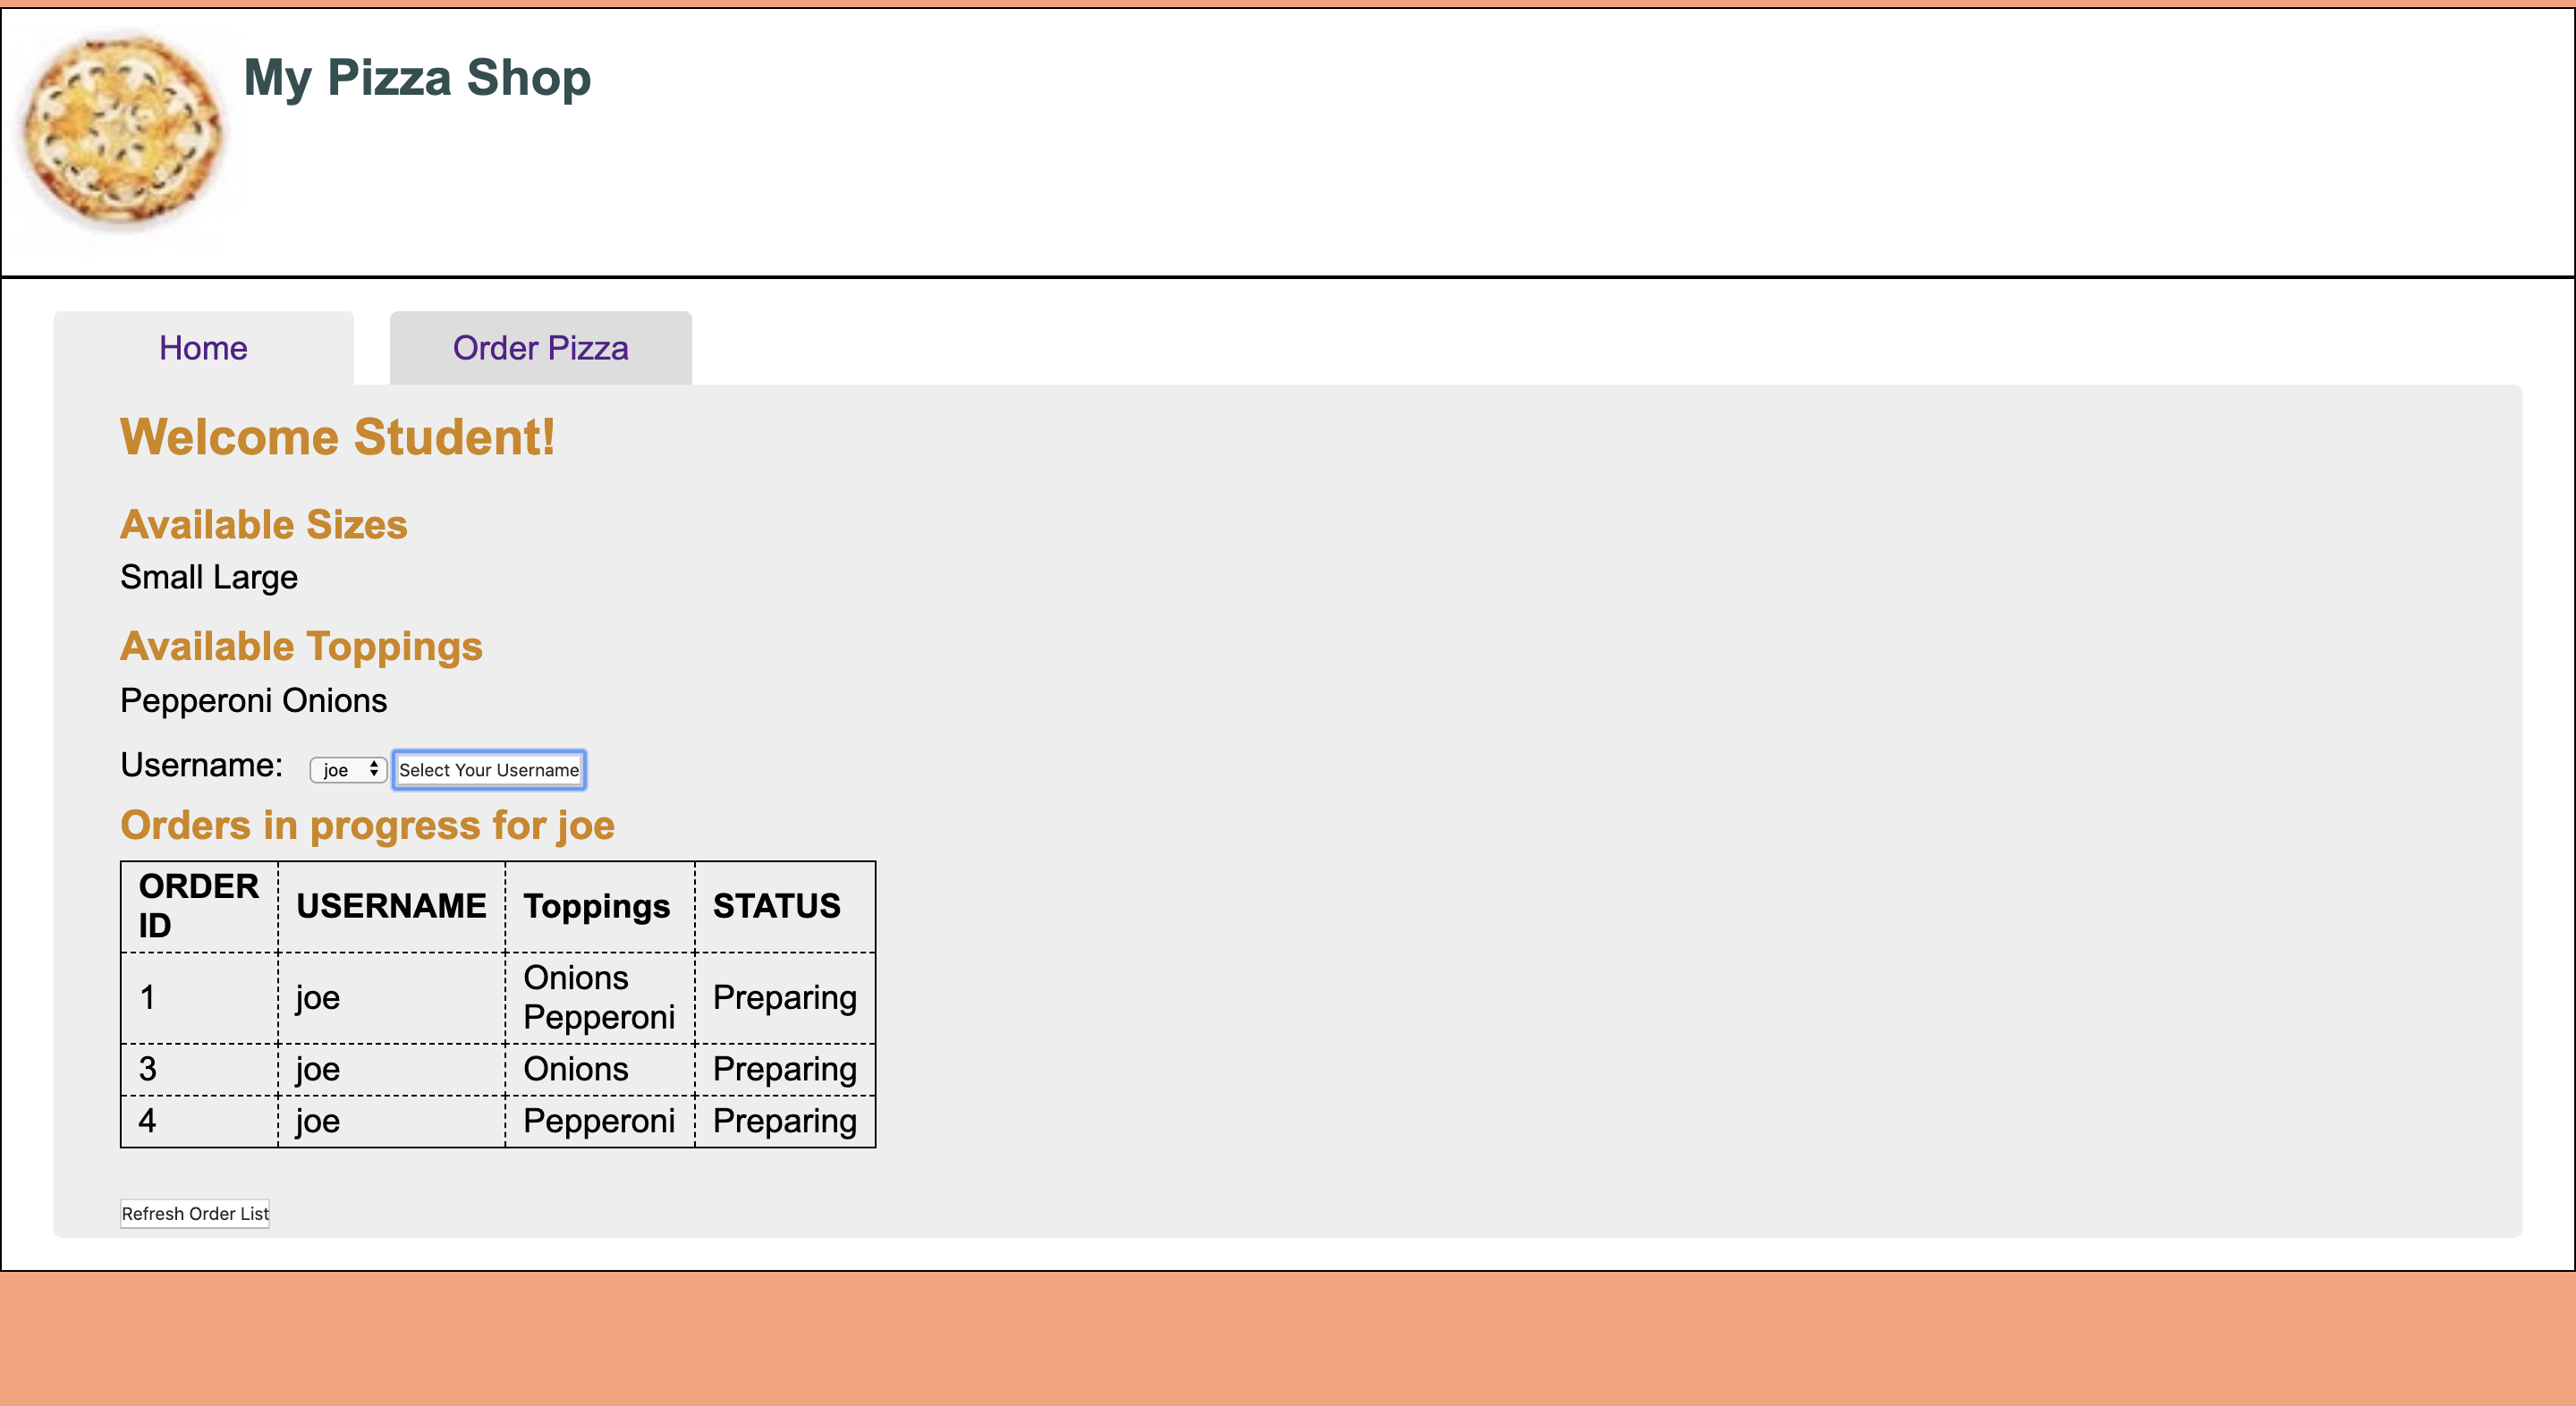 My Pizza Shop
Home Order Pizza
Welcome Student!
Available Sizes
Small Large
Available Toppings
Pepperoni Onions
Username: joe Select Your Username
Orders in progress for joe
ORDER ID USERNAME Toppings STATUS
1 joe Onions Pepperoni Preparing
3 joe Onions Preparing
4 joe Pepperoni Preparing
Refresh Order List